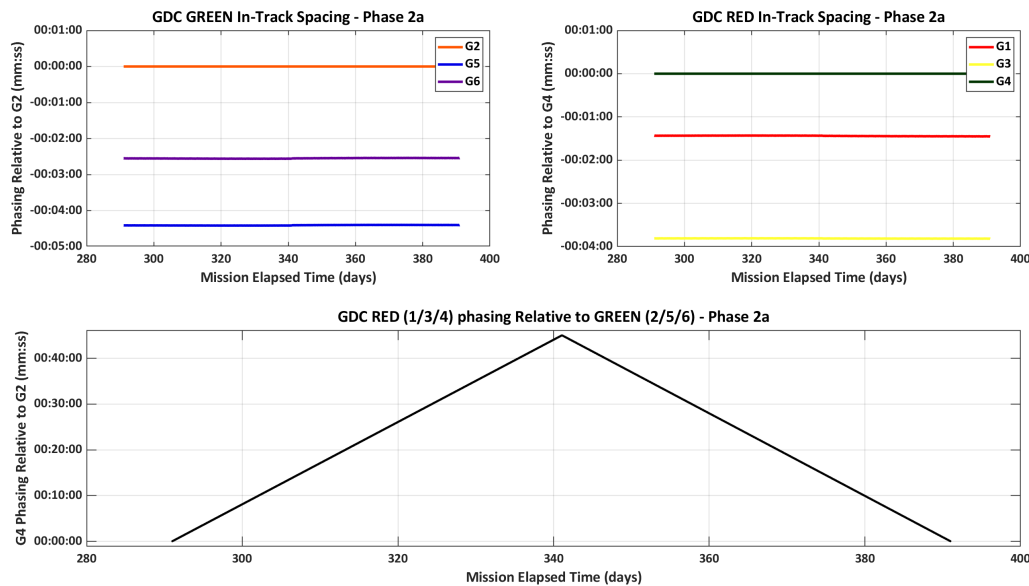 GDC GREEN In-Track Spacing - Phase 2a
Phasing Relative to G2 (mm:ss)
00:01:00
00:00:00
-00:01:00
-00:02:00
-00:03:00
-00:04:00
-00:05:00
280 300 320 340 360 380 400
Mission Elapsed Time (days)
G2
G5
G6
GDC RED In-Track Spacing - Phase 2a
Phasing Relative to G4 (mm:ss)
00:01:00
00:00:00
-00:01:00
-00:02:00
-00:03:00
-00:04:00
280 300 320 340 360 380 400
Mission Elapsed Time (days)
G1
G3
G4
GDC RED (1/3/4) phasing Relative to GREEN (2/5/6) - Phase 2a
G4 Phasing Relative to G2 (mm:ss)
00:40:00
00:30:00
00:20:00
00:10:00
00:00:00
280 300 320 340 360 380 400
Mission Elapsed Time (days)